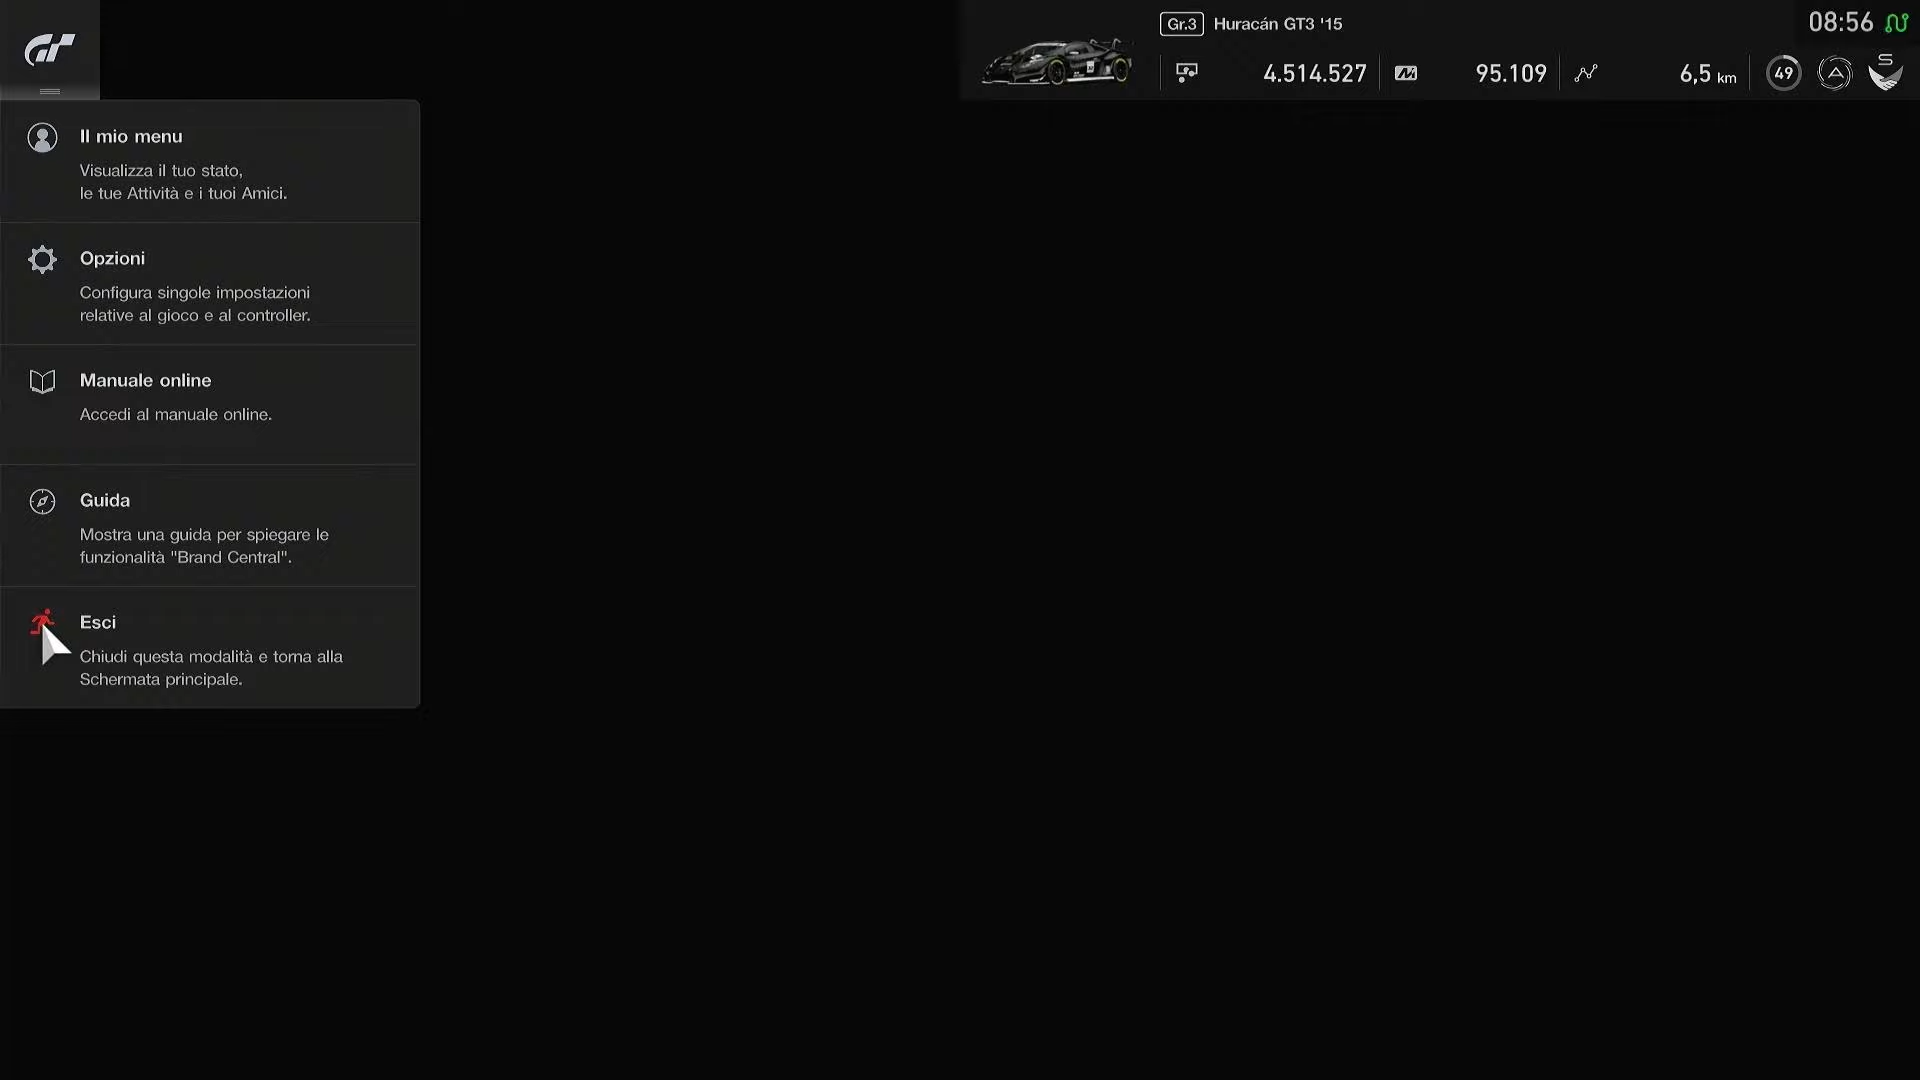 Gr.3 Huracán GT3 '15
08:56
4.514.527
95.109
6,5 km
49
A
S
Il mio menu
Visualizza il tuo stato,
le tue Attività e i tuoi Amici.
Opzioni
Configura singole impostazioni
relative al gioco e al controller.
Manuale online
Accedi al manuale online.
Guida
Mostra una guida per spiegare le
funzionalità "Brand Central".
Esci
Chiudi questa modalità e torna alla
Schermata principale.